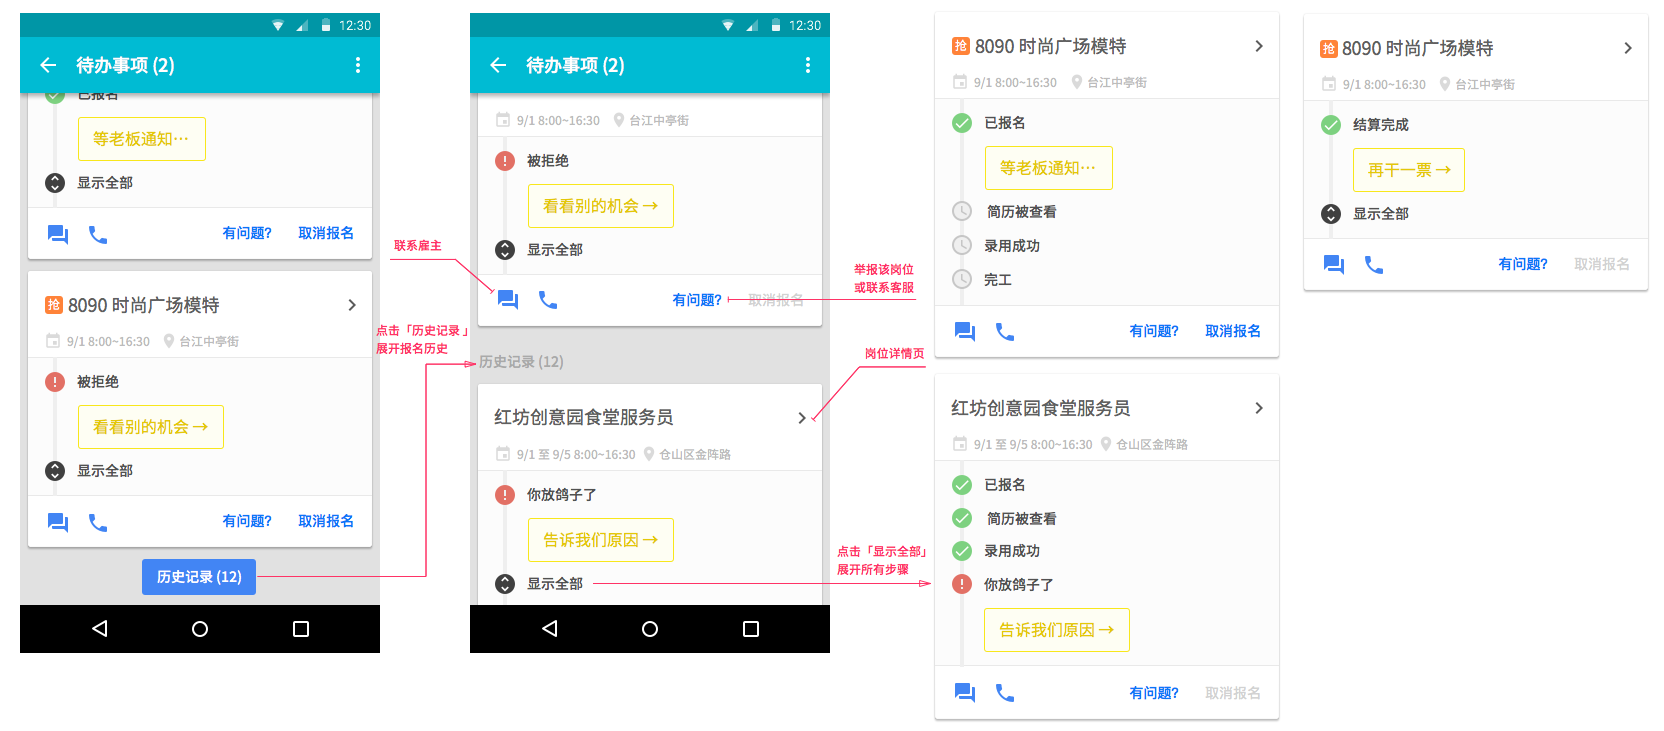 12:30
待办事项 (2)
已报名
等老板通知…
显示全部
有问题?
取消报名
抢 8090 时尚广场模特
9/1 8:00~16:30
台江中亭街
被拒绝
看看别的机会→
显示全部
有问题?
取消报名
历史记录 (12)
联系雇主
点击「历史记录」
展开报名历史
12:30
待办事项 (2)
9/1 8:00~16:30
台江中亭街
被拒绝
看看别的机会→
显示全部
有问题?
取消报名
历史记录 (12)
红坊创意园食堂服务员
9/1 至 9/5 8:00~16:30
仓山区金阵路
你放鸽子了
告诉我们原因→
显示全部
举报该岗位
或联系客服
岗位详情页
点击「显示全部」
展开所有步骤
抢 8090 时尚广场模特
9/1 8:00~16:30
台江中亭街
已报名
等老板通知…
简历被查看
录用成功
完工
有问题?
取消报名
红坊创意园食堂服务员
9/1 至 9/5 8:00~16:30
仓山区金阵路
已报名
简历被查看
录用成功
你放鸽子了
告诉我们原因→
有问题?
取消报名
抢 8090 时尚广场模特
9/1 8:00~16:30
台江中亭街
结算完成
再干一票→
显示全部
有问题?
取消报名